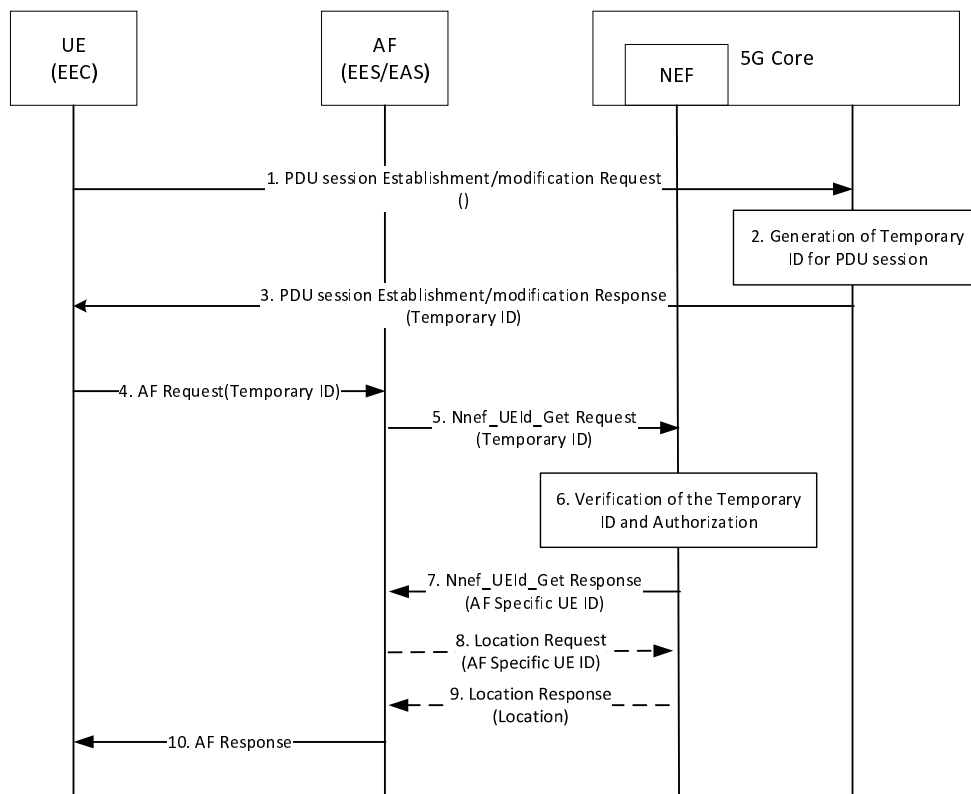 UE
(EEC)
AF
(EES/EAS)
NEF
5G Core
1. PDU session Establishment/modification Request
()
2. Generation of Temporary
ID for PDU session
3. PDU session Establishment/modification Response
(Temporary ID)
4. AF Request(Temporary ID)
5. Nnef_UEId_Get Request
(Temporary ID)
6. Verification of the Temporary
ID and Authorization
7. Nnef_UEId_Get Response
(AF Specific UE ID)
8. Location Request
(AF Specific UE ID)
9. Location Response
(Location)
10. AF Response